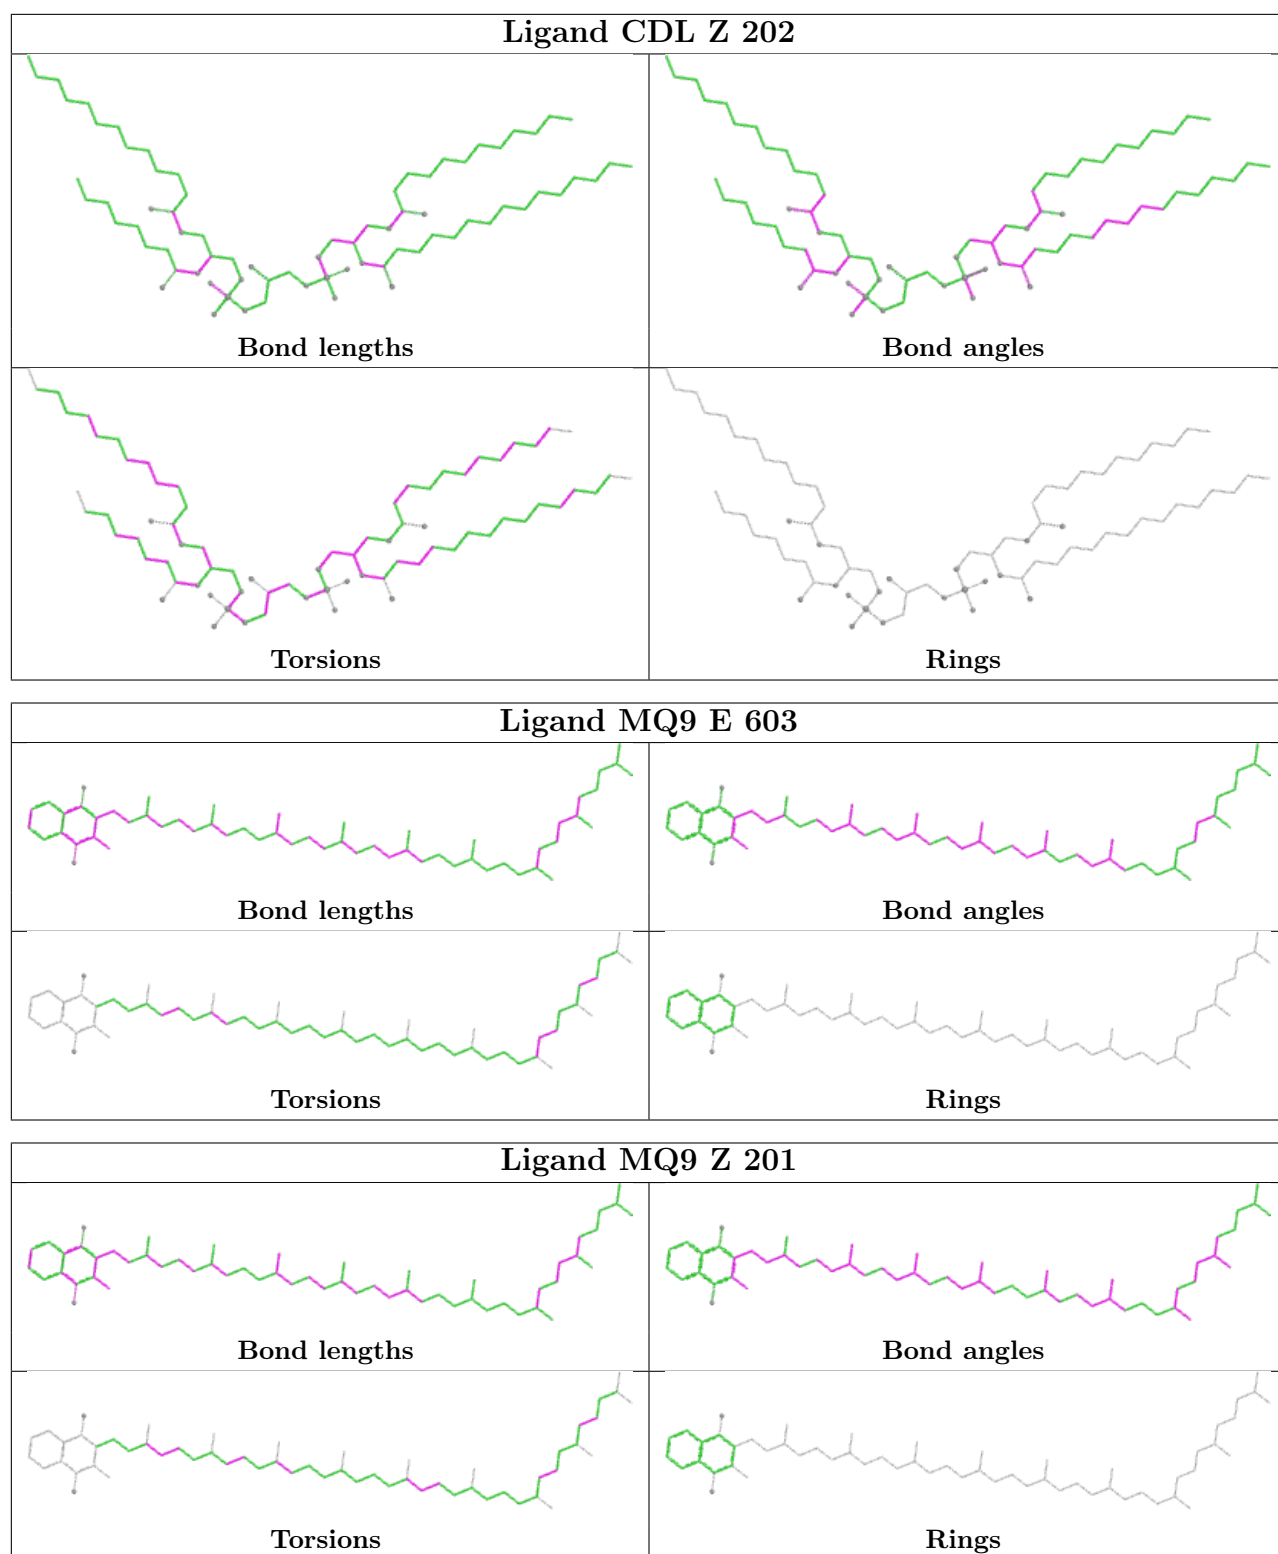 Ligand CDL Z 202
Bond lengths
Bond angles
Torsions
Rings
Ligand MQ9 E 603
Bond lengths
Bond angles
Torsions
Rings
Ligand MQ9 Z 201
Bond lengths
Bond angles
Torsions
Rings